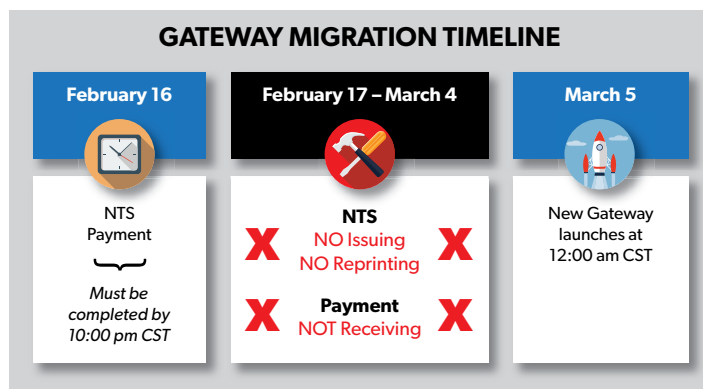 GATEWAY MIGRATION TIMELINE
February 16
NTS
Payment
Must be
completed by
10:00 pm CST
February 17 – March 4
X NTS X
NO Issuing
NO Reprinting
X Payment X
NOT Receiving
March 5
New Gateway
launches at
12:00 am CST